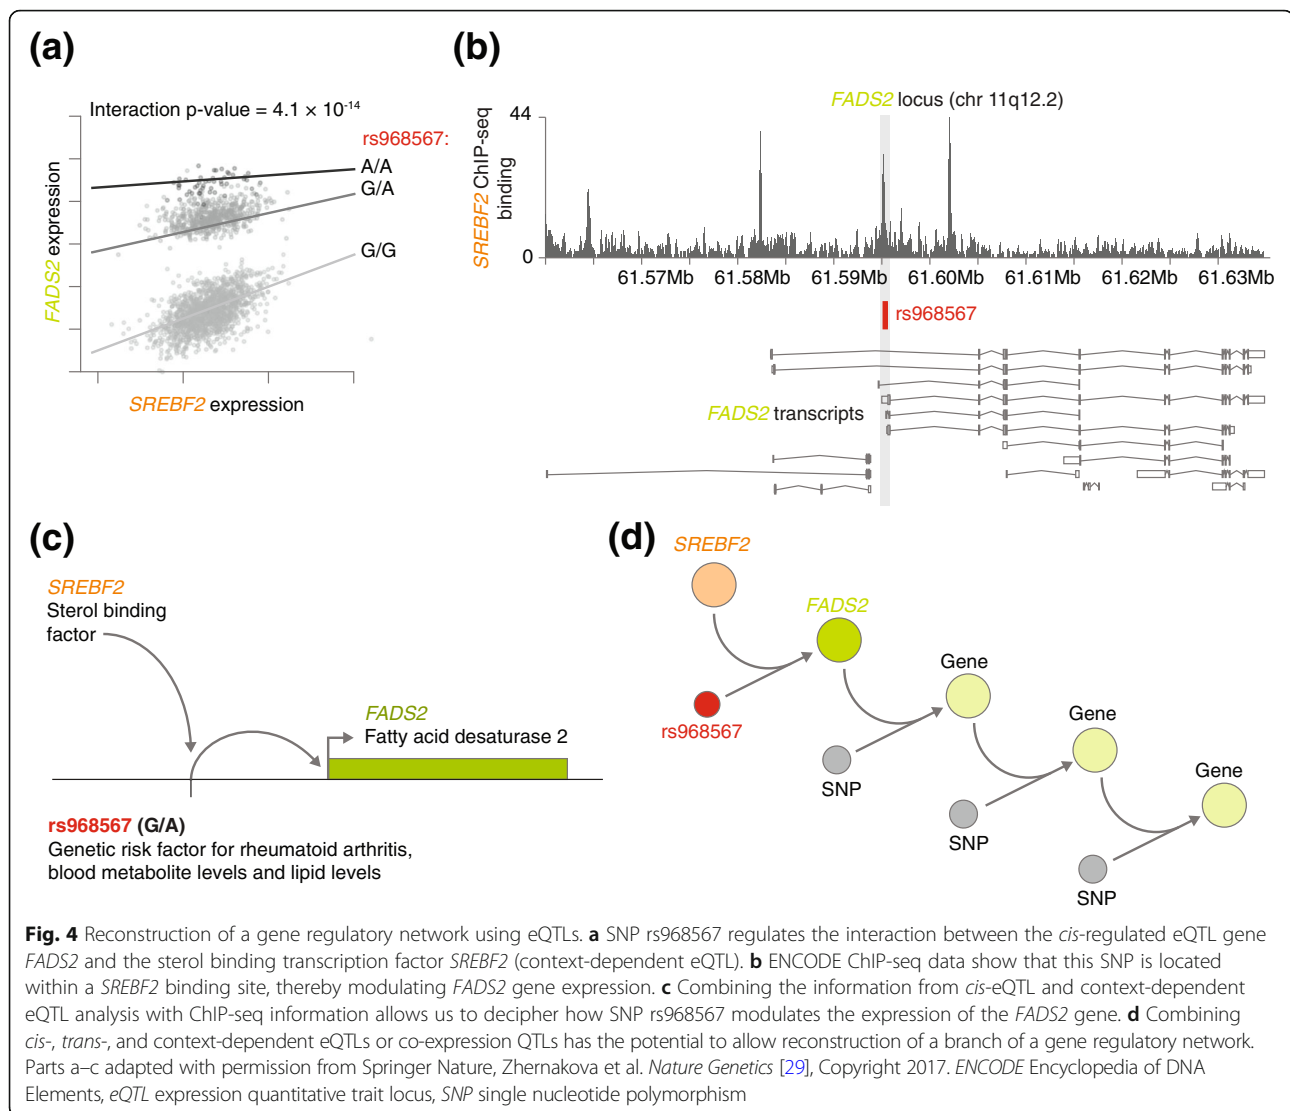 (a)
Interaction p-value = 4.1 × 10-14
rs968567:
A/A
G/A
G/G
FADS2 expression
SREBF2 expression
(b)
FADS2 locus (chr 11q12.2)
44
0
SREBF2 ChIP-seq
binding
61.57Mb 61.58Mb 61.59Mb 61.60Mb 61.61Mb 61.62Mb 61.63Mb
rs968567
FADS2 transcripts
(c)
SREBF2
Sterol binding
factor
FADS2
Fatty acid desaturase 2
rs968567 (G/A)
Genetic risk factor for rheumatoid arthritis,
blood metabolite levels and lipid levels
(d)
SREBF2
FADS2
rs968567
Gene
SNP
Gene
SNP
Gene
SNP
Fig. 4 Reconstruction of a gene regulatory network using eQTLs. a SNP rs968567 regulates the interaction between the cis-regulated eQTL gene
FADS2 and the sterol binding transcription factor SREBF2 (context-dependent eQTL). b ENCODE ChIP-seq data show that this SNP is located
within a SREBF2 binding site, thereby modulating FADS2 gene expression. c Combining the information from cis-eQTL and context-dependent
eQTL analysis with ChIP-seq information allows us to decipher how SNP rs968567 modulates the expression of the FADS2 gene. d Combining
cis-, trans-, and context-dependent eQTLs or co-expression QTLs has the potential to allow reconstruction of a branch of a gene regulatory network.
Parts a–c adapted with permission from Springer Nature, Zhernakova et al. Nature Genetics [29], Copyright 2017. ENCODE Encyclopedia of DNA
Elements, eQTL expression quantitative trait locus, SNP single nucleotide polymorphism